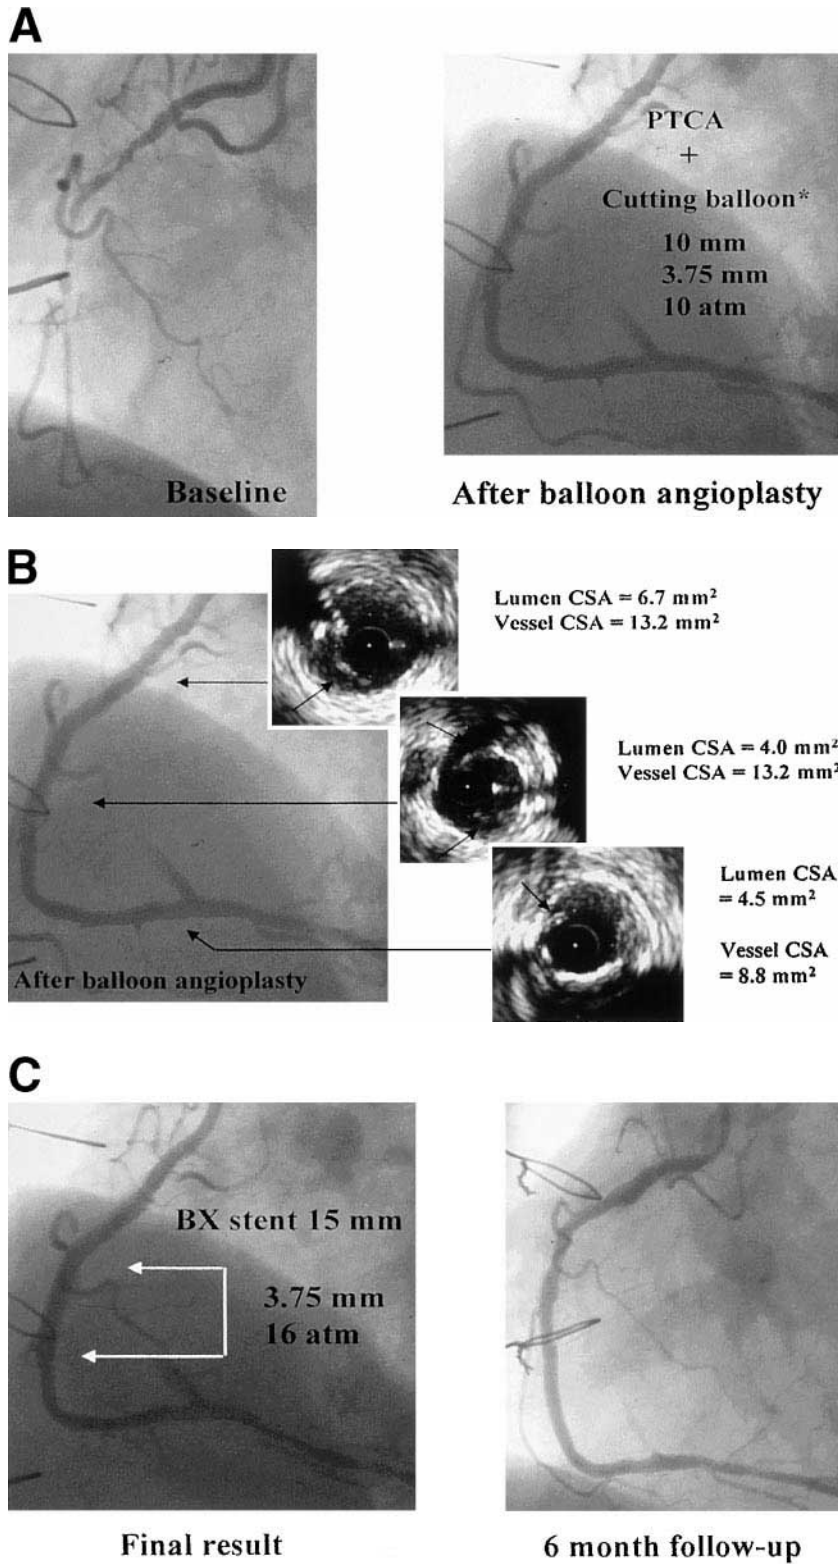 A
PTCA
+
Cutting balloon*
10 mm
3.75 mm
10 atm
Baseline
After balloon angioplasty
B
Lumen CSA = 6.7 mm²
Vessel CSA = 13.2 mm²
Lumen CSA = 4.0 mm²
Vessel CSA = 13.2 mm²
Lumen CSA
= 4.5 mm²
Vessel CSA
= 8.8 mm²
After balloon angioplasty
C
BX stent 15 mm
3.75 mm
16 atm
Final result
6 month follow-up